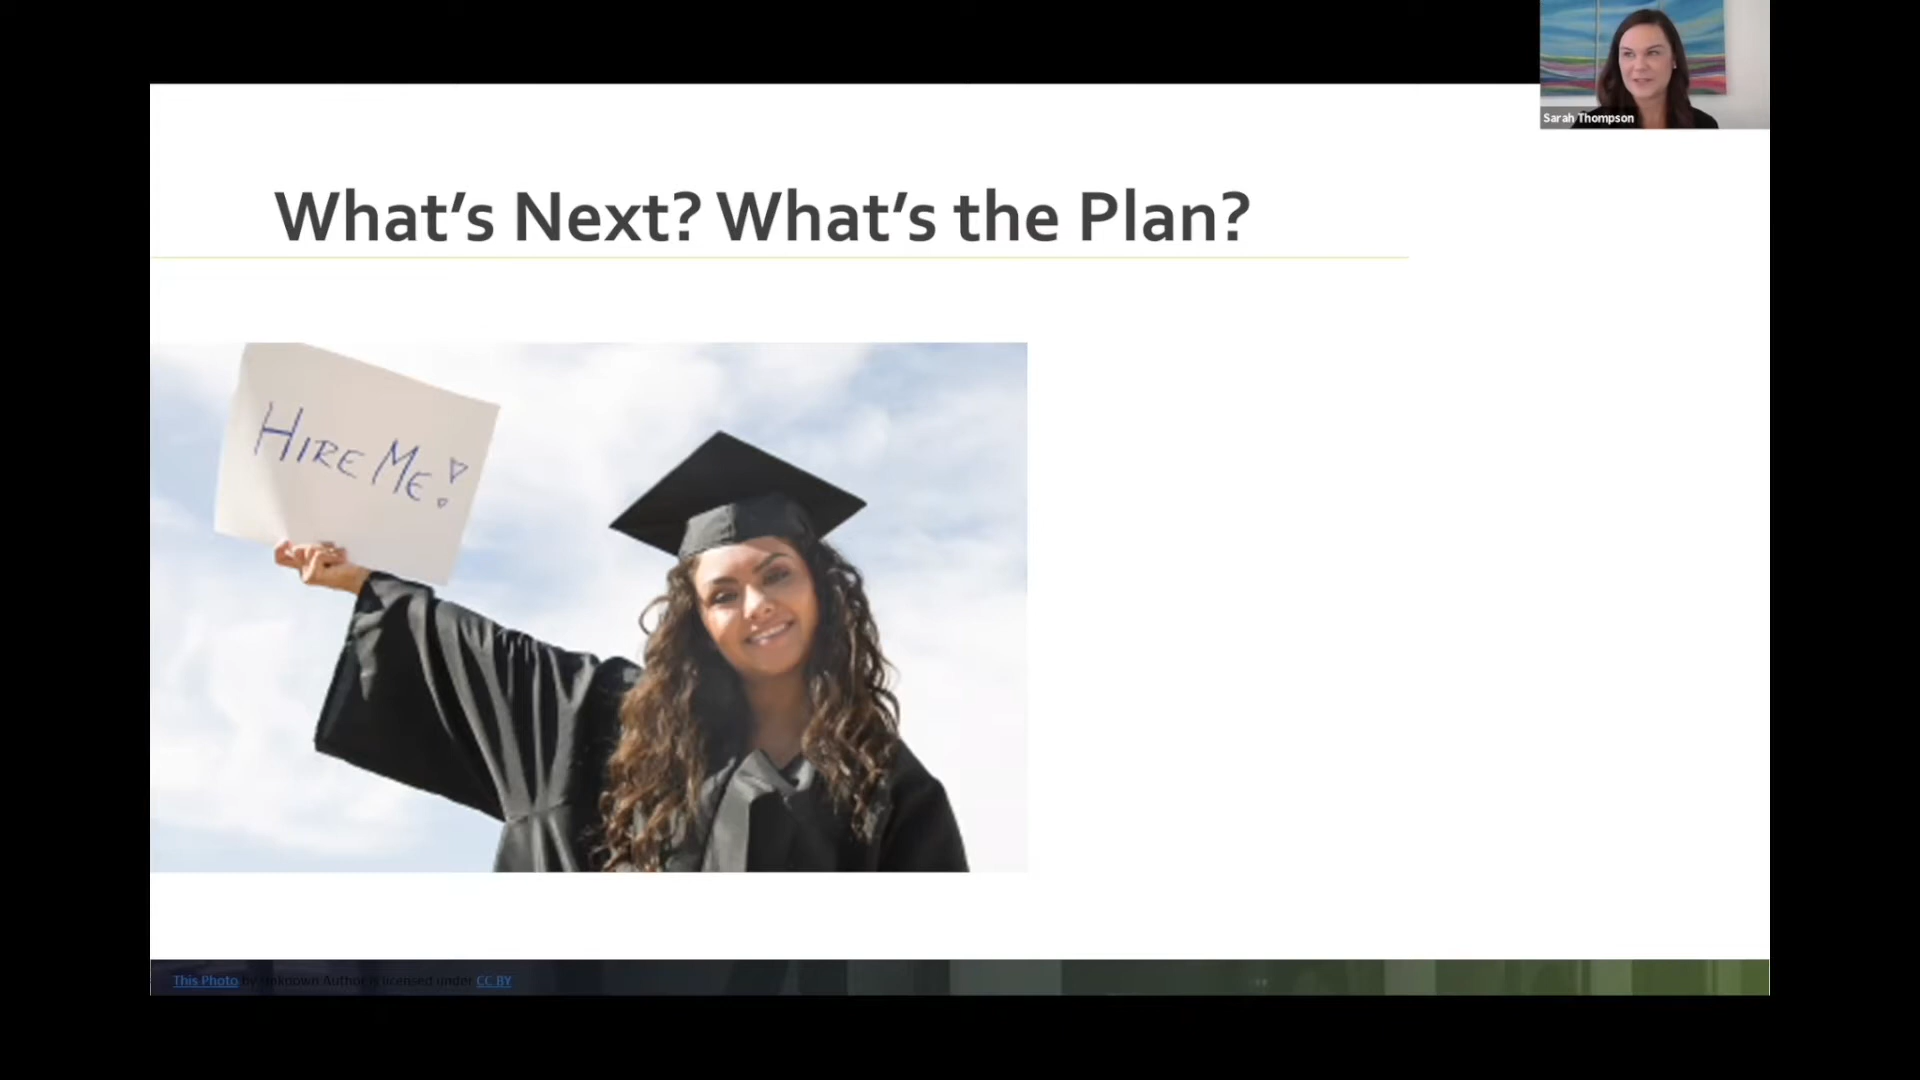 Sarah Thompson
What's Next? What's the Plan?
HIRE ME!
This Photo by Unknown Author is licensed under CC BY